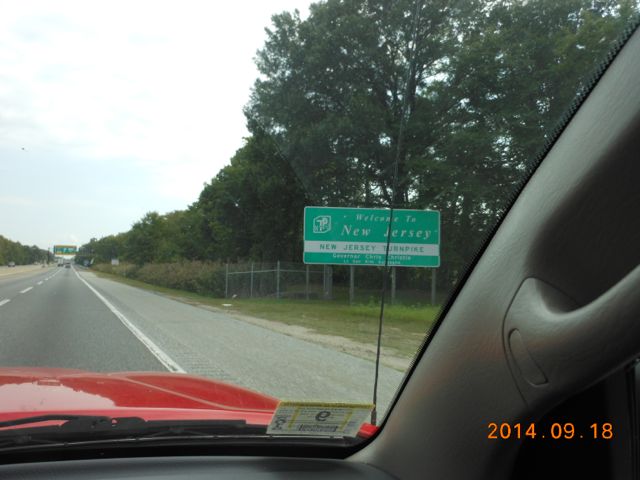 Welcome To
New Jersey
NEW JERSEY TURNPIKE
Governor Chris Christie
2014.09.18